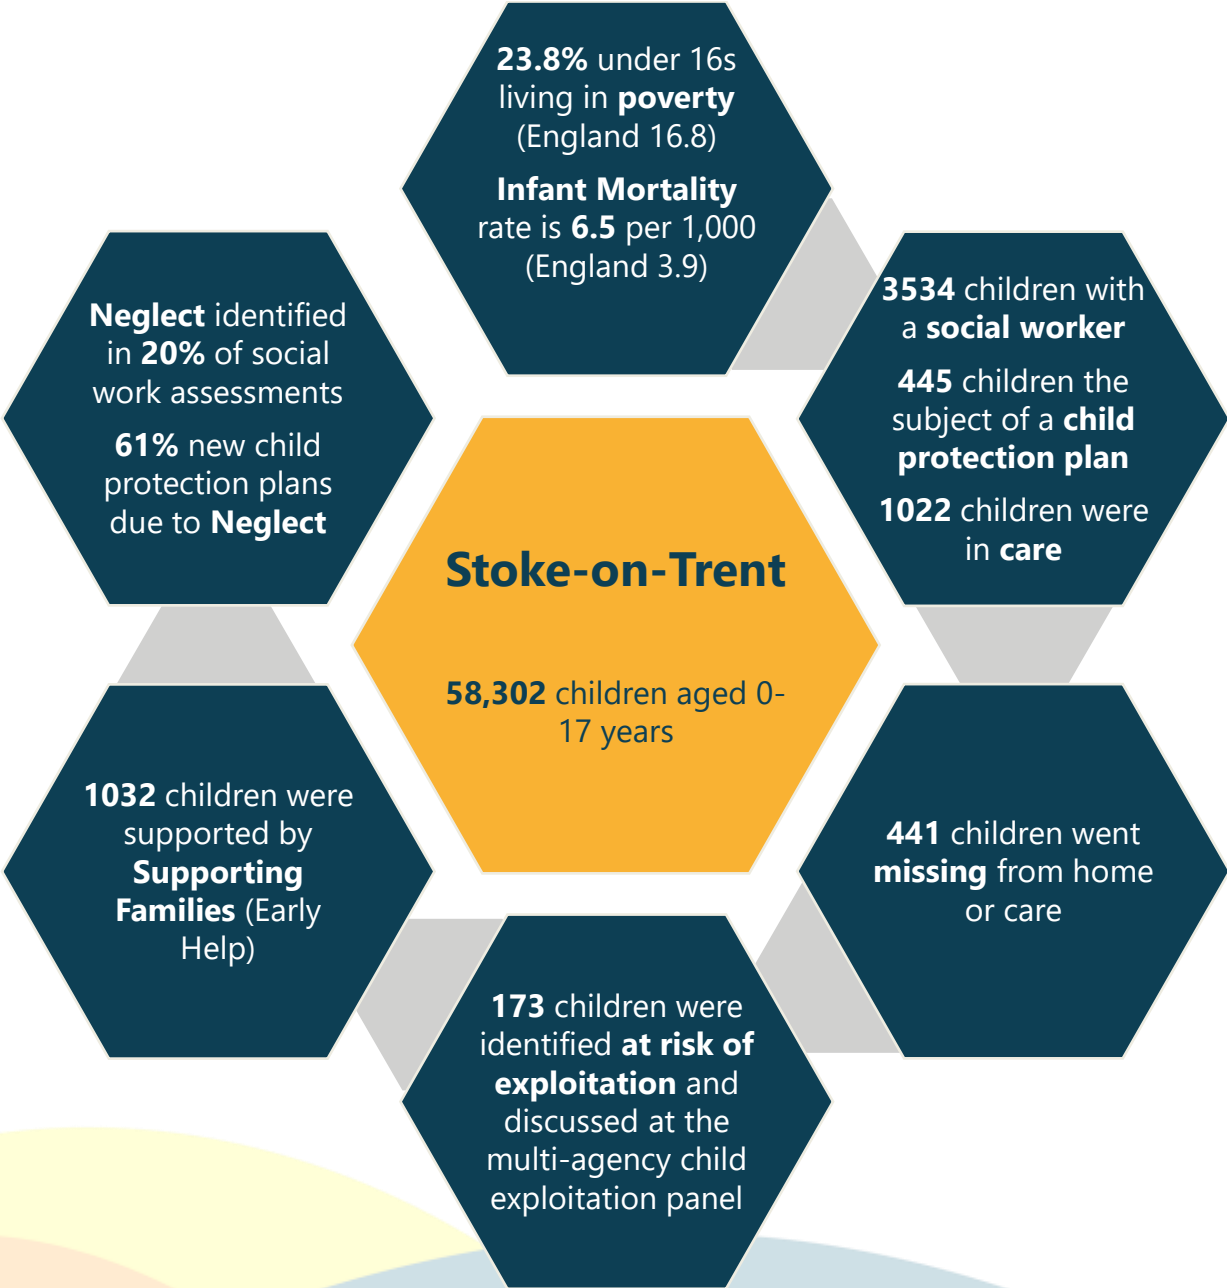 23.8% under 16s
living in poverty
(England 16.8)
Infant Mortality
rate is 6.5 per 1,000
(England 3.9)
3534 children with
a social worker
445 children the
subject of a child
protection plan
1022 children were
in care
441 children went
missing from home
or care
173 children were
identified at risk of
exploitation and
discussed at the
multi-agency child
exploitation panel
1032 children were
supported by
Supporting
Families (Early
Help)
Neglect identified
in 20% of social
work assessments
61% new child
protection plans
due to Neglect
Stoke-on-Trent
58,302 children aged 0-
17 years